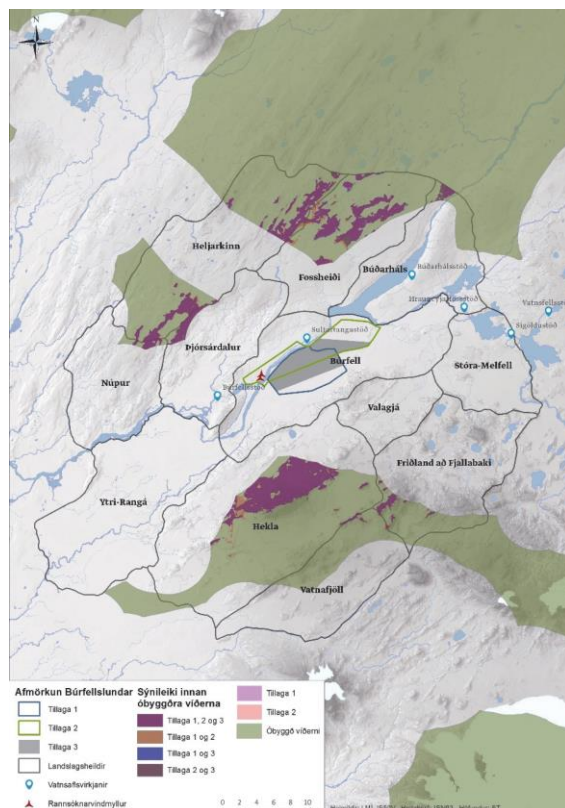 N
Heljarkinn
Fossheiði
Búðarháls
Búðarhálsstöð
Sultartangastöð
Sigöldustöð
Þjórsárdalur
Búrfell
Stóra-Melfell
Núpur
Búrfellsstöð
Valagjá
Friðland að Fjallabaki
Ytri-Rangá
Hekla
Vatnafjöll
Afmörkun Búrfellslundar
Tillaga 1
Tillaga 2
Tillaga 3
Landslagsheildir
Vatnsaflsvirkjanir
Rannsóknarvindmyllur
Sýnileiki innan
óbyggðra víðerna
Tillaga 1, 2 og 3
Tillaga 1 og 2
Tillaga 1 og 3
Tillaga 2 og 3
Tillaga 1
Tillaga 2
Óbyggð víðerni
0 2 4 6 8 10